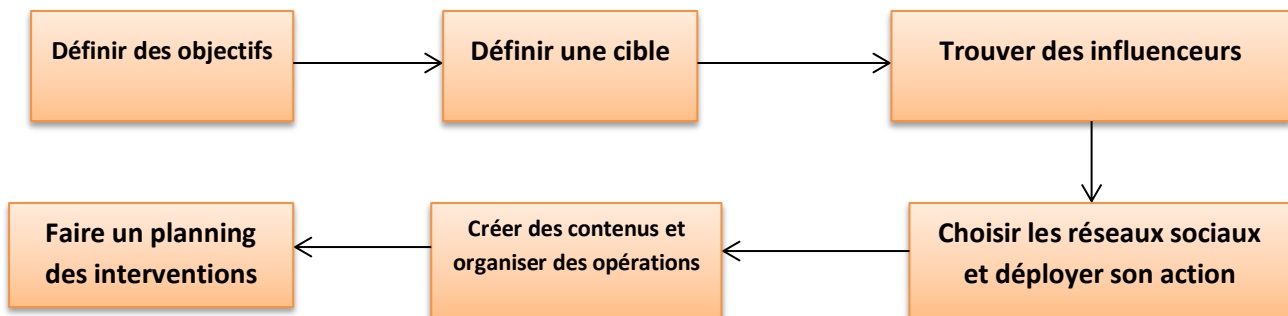 Définir des objectifs
Définir une cible
Trouver des influenceurs
Choisir les réseaux sociaux
et déployer son action
Créer des contenus et
organiser des opérations
Faire un planning
des interventions